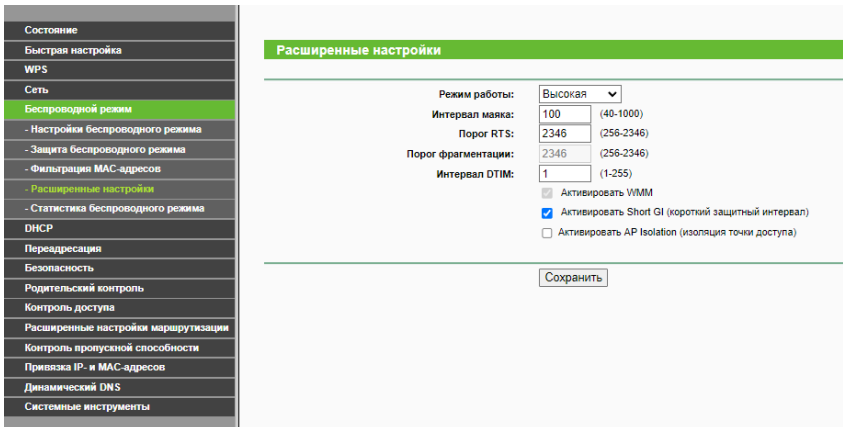 Состояние
Быстрая настройка
WPS
Сеть
Беспроводной режим
- Настройки беспроводного режима
- Защита беспроводного режима
- Фильтрация MAC-адресов
- Расширенные настройки
- Статистика беспроводного режима
DHCP
Переадресация
Безопасность
Родительский контроль
Контроль доступа
Расширенные настройки маршрутизации
Контроль пропускной способности
Привязка IP- и MAC-адресов
Динамический DNS
Системные инструменты
Расширенные настройки
Режим работы: Высокая
Интервал маяка: 100 (40-1000)
Порог RTS: 2346 (256-2346)
Порог фрагментации: 2346 (256-2346)
Интервал DTIM: 1 (1-255)
Активировать WMM
Активировать Short GI (короткий защитный интервал)
Активировать AP Isolation (изоляция точки доступа)
Сохранить